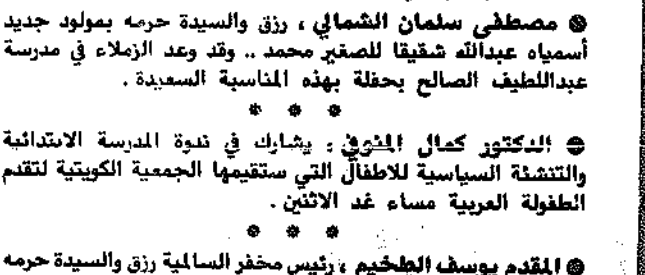 ● مصطفى سلمان الشمالي ، رزق والسيدة حرمه بمولود جديد
أسمياه عبدالله شقيقا للصغير محمد .. وقد وعد الزملاء في مدرسة
عبداللطيف الصالح بحفلة بهذه المناسبة السعيدة .
● ● ●
● الدكتور كمال المنوفي ، يشارك في ندوة المدرسة الابتدائية
والتنشئة السياسية للاطفال التي ستقيمها الجمعية الكويتية لتقدم
الطفولة العربية مساء غد الاثنين .
● ● ●
● المقدم يوسف الطخيم ، رئيس مخفر السالمية رزق والسيدة حرمه